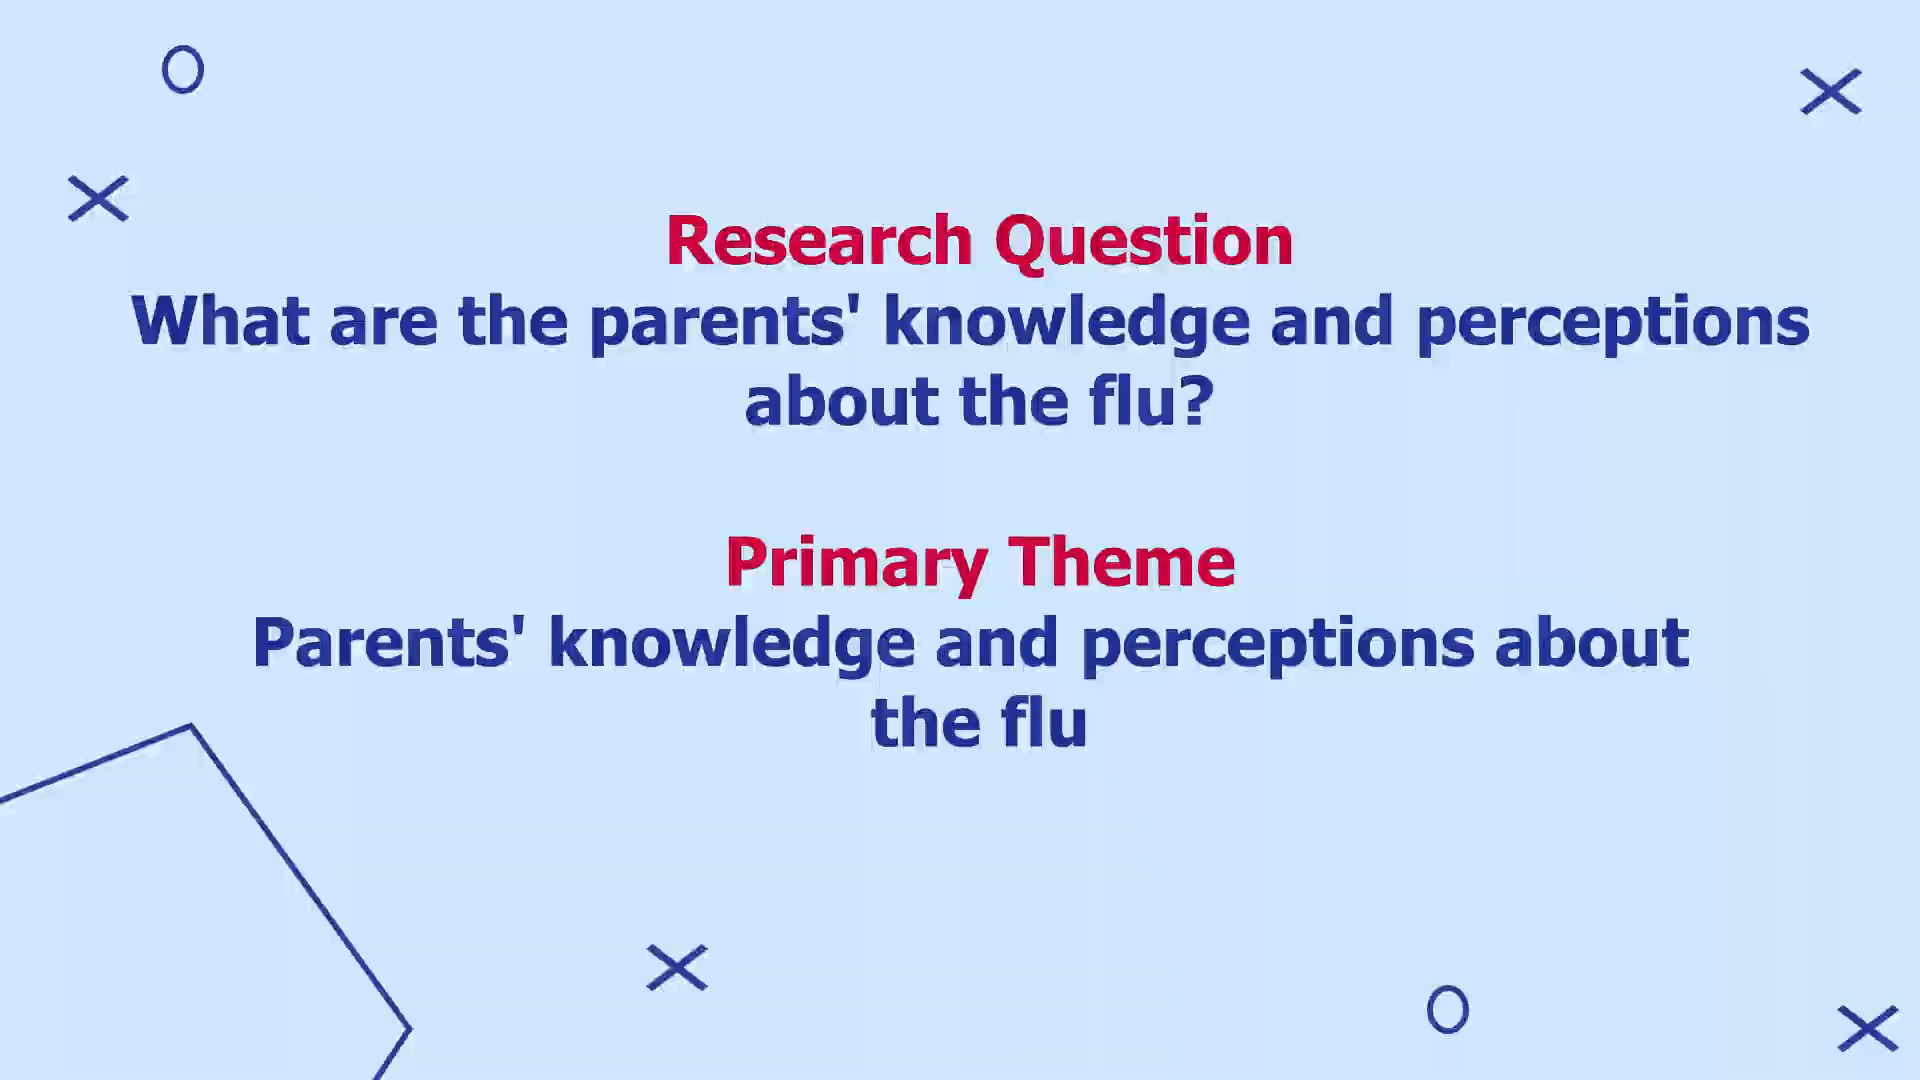 Research Question
What are the parents' knowledge and perceptions
about the flu?
Primary Theme
Parents' knowledge and perceptions about
the flu